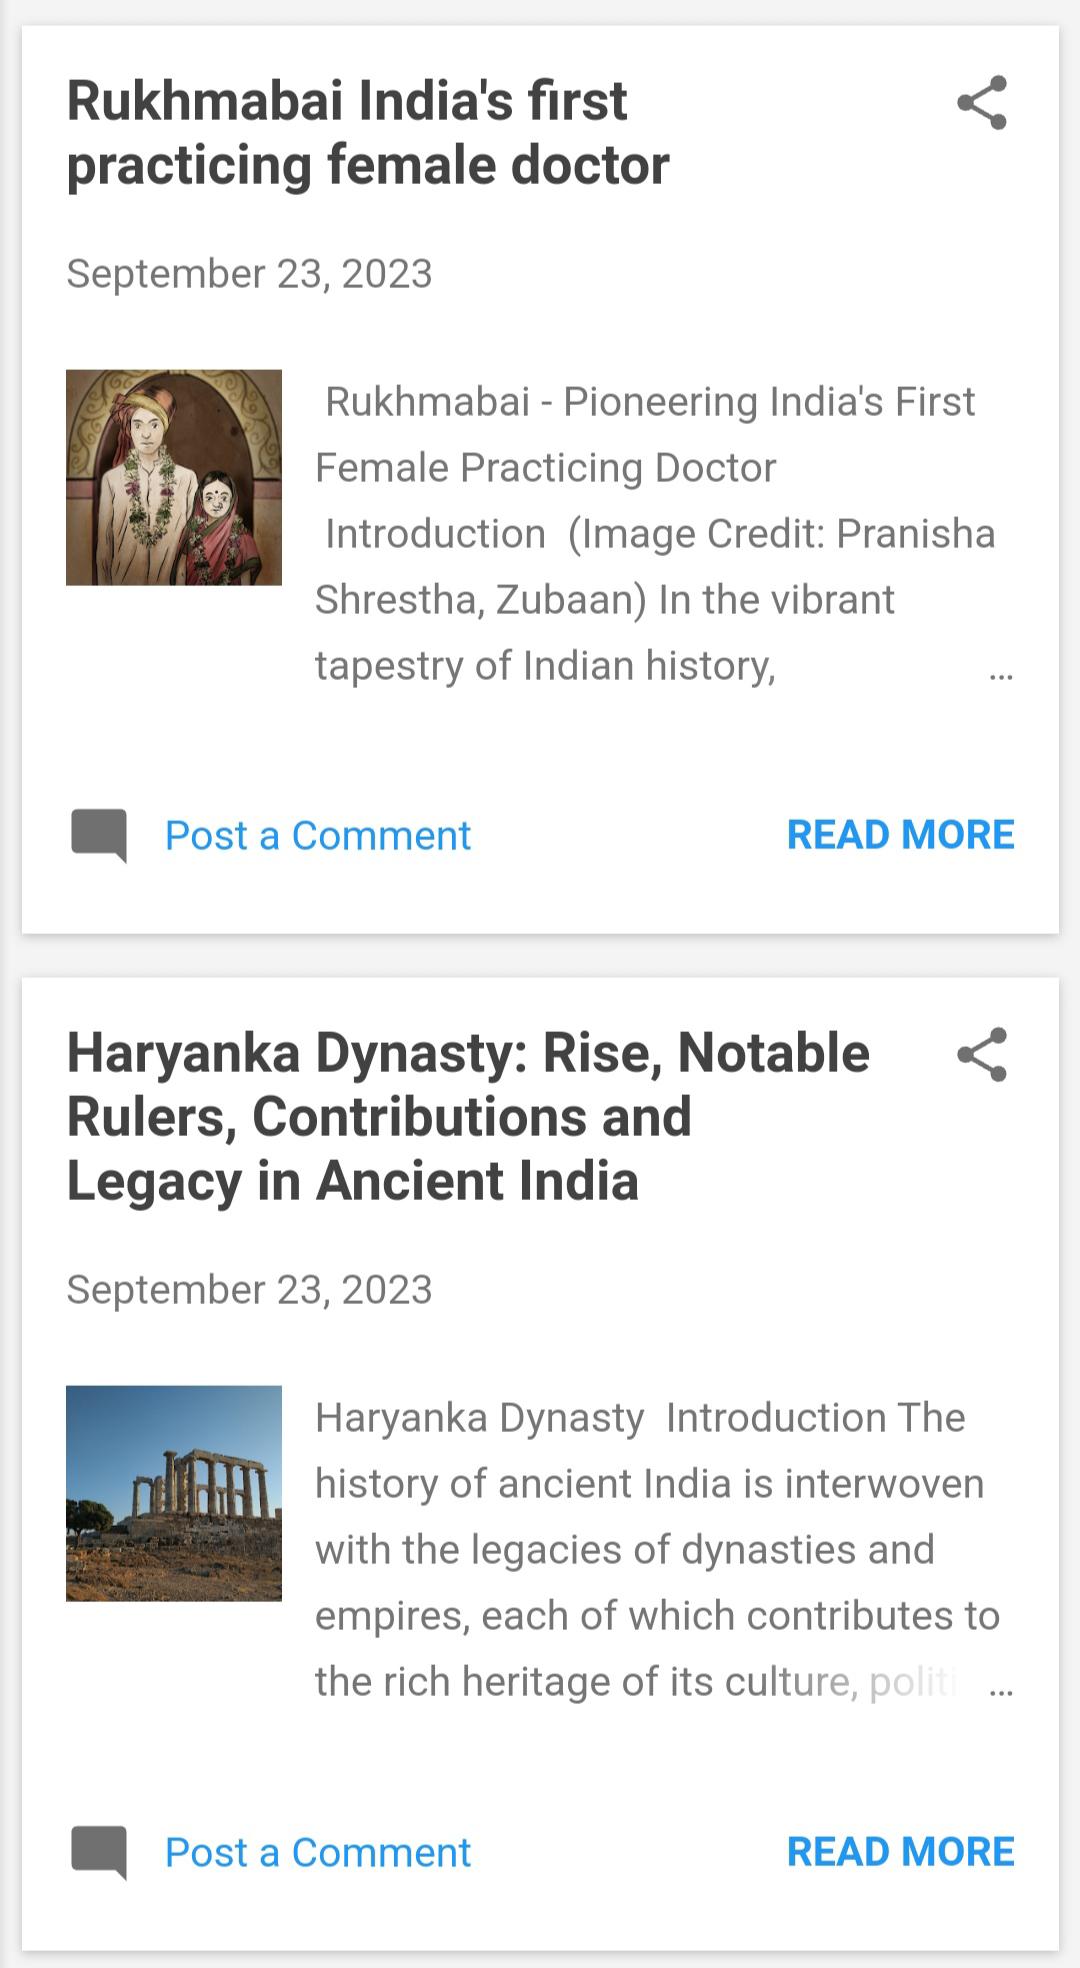 Rukhmabai India's first
practicing female doctor
September 23, 2023
Rukhmabai - Pioneering India's First
Female Practicing Doctor
Introduction (Image Credit: Pranisha
Shrestha, Zubaan) In the vibrant
tapestry of Indian history, ...
Post a Comment
READ MORE
Haryanka Dynasty: Rise, Notable
Rulers, Contributions and
Legacy in Ancient India
September 23, 2023
Haryanka Dynasty Introduction The
history of ancient India is interwoven
with the legacies of dynasties and
empires, each of which contributes to
the rich heritage of its culture, politi ...
Post a Comment
READ MORE